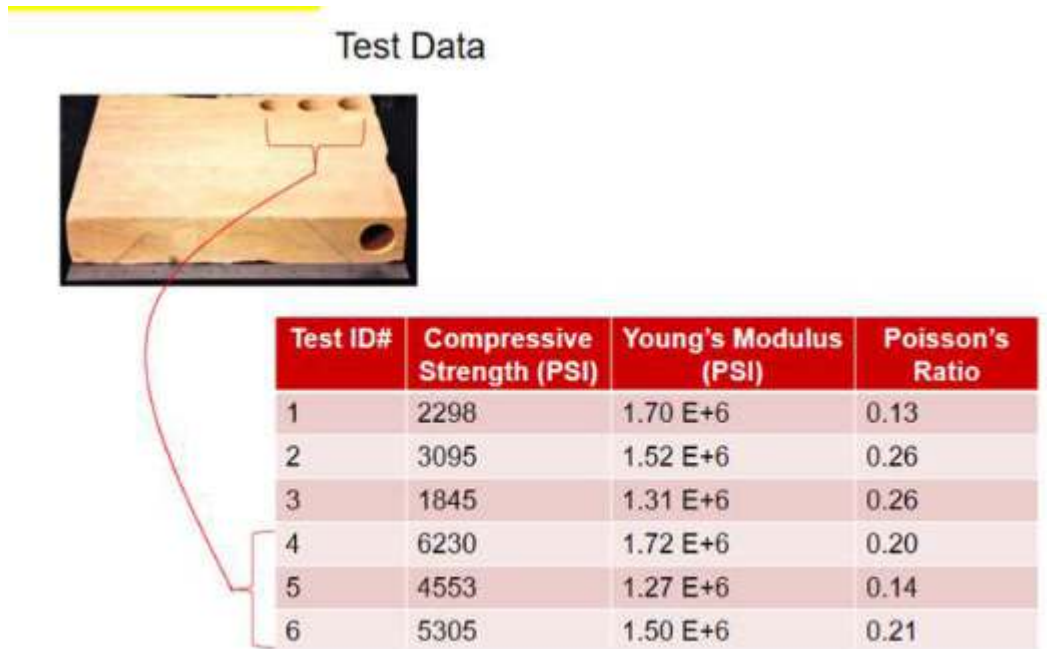 Test Data
Test ID# Compressive Strength (PSI) Young's Modulus (PSI) Poisson's Ratio
1 2298 1.70 E+6 0.13
2 3095 1.52 E+6 0.26
3 1845 1.31 E+6 0.26
4 6230 1.72 E+6 0.20
5 4553 1.27 E+6 0.14
6 5305 1.50 E+6 0.21